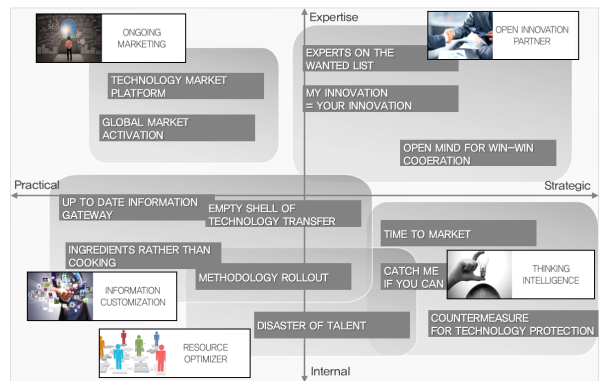 Expertise
ONGOING
MARKETING
OPEN INNOVATION
PARTNER
EXPERTS ON THE
WANTED LIST
TECHNOLOGY MARKET
PLATFORM
MY INNOVATION
= YOUR INNOVATION
GLOBAL MARKET
ACTIVATION
OPEN MIND FOR WIN-WIN
COOERATION
Practical
Strategic
UP TO DATE INFORMATION
GATEWAY
EMPTY SHELL OF
TECHNOLOGY TRANSFER
TIME TO MARKET
INGREDIENTS RATHER THAN
COOKING
METHODOLOGY ROLLOUT
CATCH ME
IF YOU CAN
THINKING
INTELLIGENCE
INFORMATION
CUSTOMIZATION
DISASTER OF TALENT
COUNTERMEASURE
FOR TECHNOLOGY PROTECTION
RESOURCE
OPTIMIZER
Internal